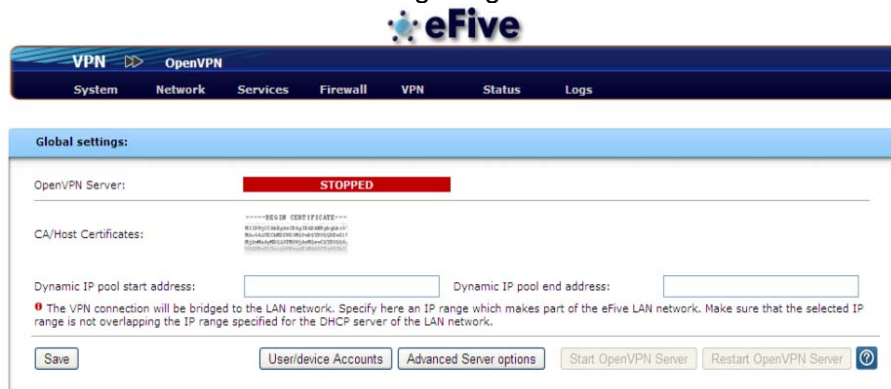 eFive
VPN OpenVPN
System Network Services Firewall VPN Status Logs
Global settings:
OpenVPN Server: STOPPED
-----BEGIN CERTIFICATE---
CA/Host Certificates:
Dynamic IP pool start address: Dynamic IP pool end address:
The VPN connection will be bridged to the LAN network. Specify here an IP range which makes part of the eFive LAN network. Make sure that the selected IP
range is not overlapping the IP range specified for the DHCP server of the LAN network.
Save User/device Accounts Advanced Server options Start OpenVPN Server Restart OpenVPN Server ?